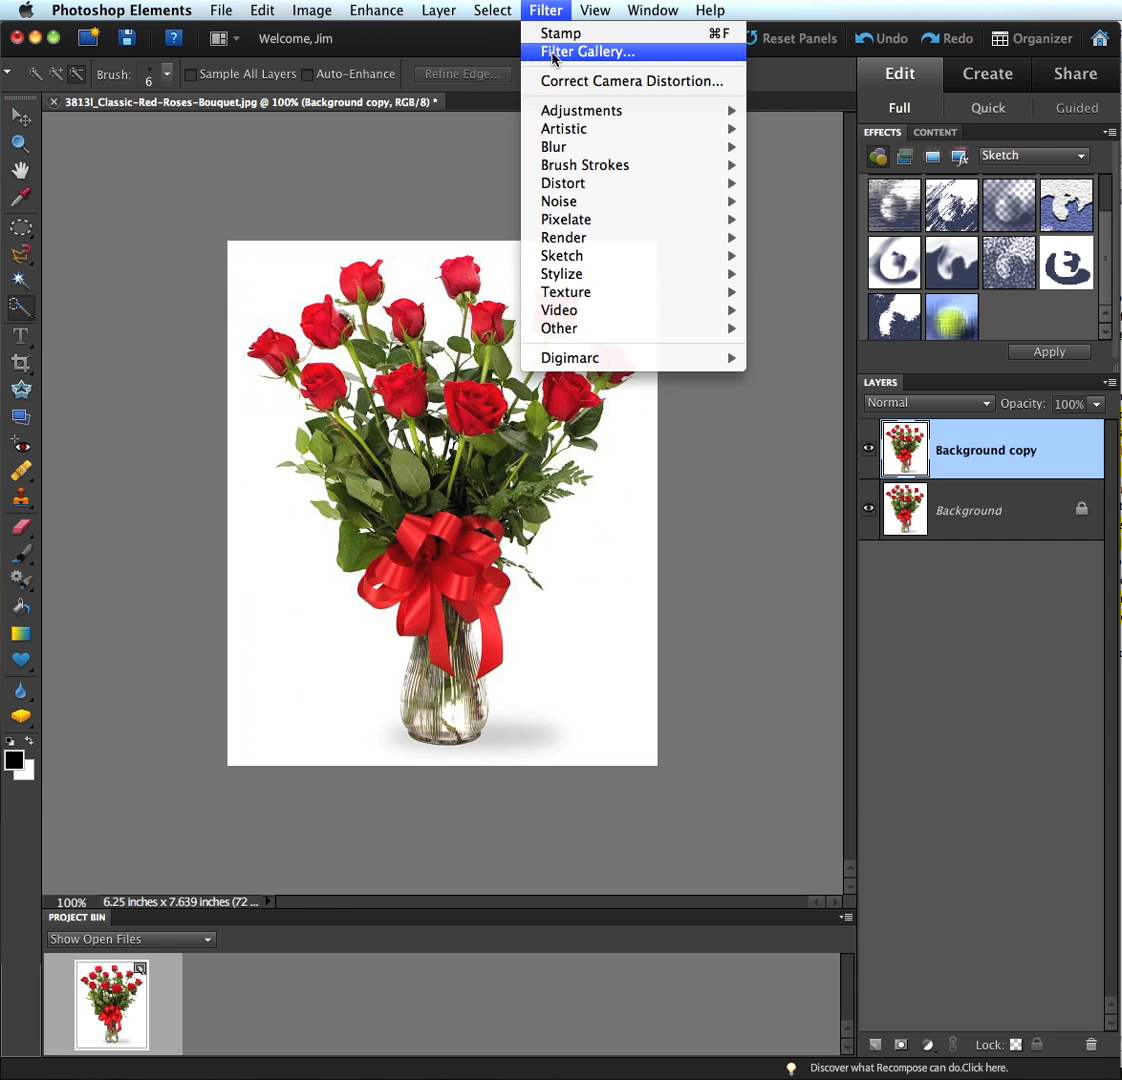 Photoshop Elements File Edit Image Enhance Layer Select Filter View Window Help
Welcome, Jim
Reset Panels Undo Redo Organizer
Brush: 6 Sample All Layers Auto-Enhance Refine Edge...
3813l_Classic-Red-Roses-Bouquet.jpg @ 100% (Background copy, RGB/8) *
Stamp ⌘F
Filter Gallery...
Correct Camera Distortion...
Adjustments
Artistic
Blur
Brush Strokes
Distort
Noise
Pixelate
Render
Sketch
Stylize
Texture
Video
Other
Digimarc
Edit Create Share
Full Quick Guided
EFFECTS CONTENT
Sketch
Apply
LAYERS
Normal Opacity: 100%
Background copy
Background
Lock:
100% 6.25 inches x 7.639 inches (72 ...
PROJECT BIN
Show Open Files
Discover what Recompose can do.Click here.